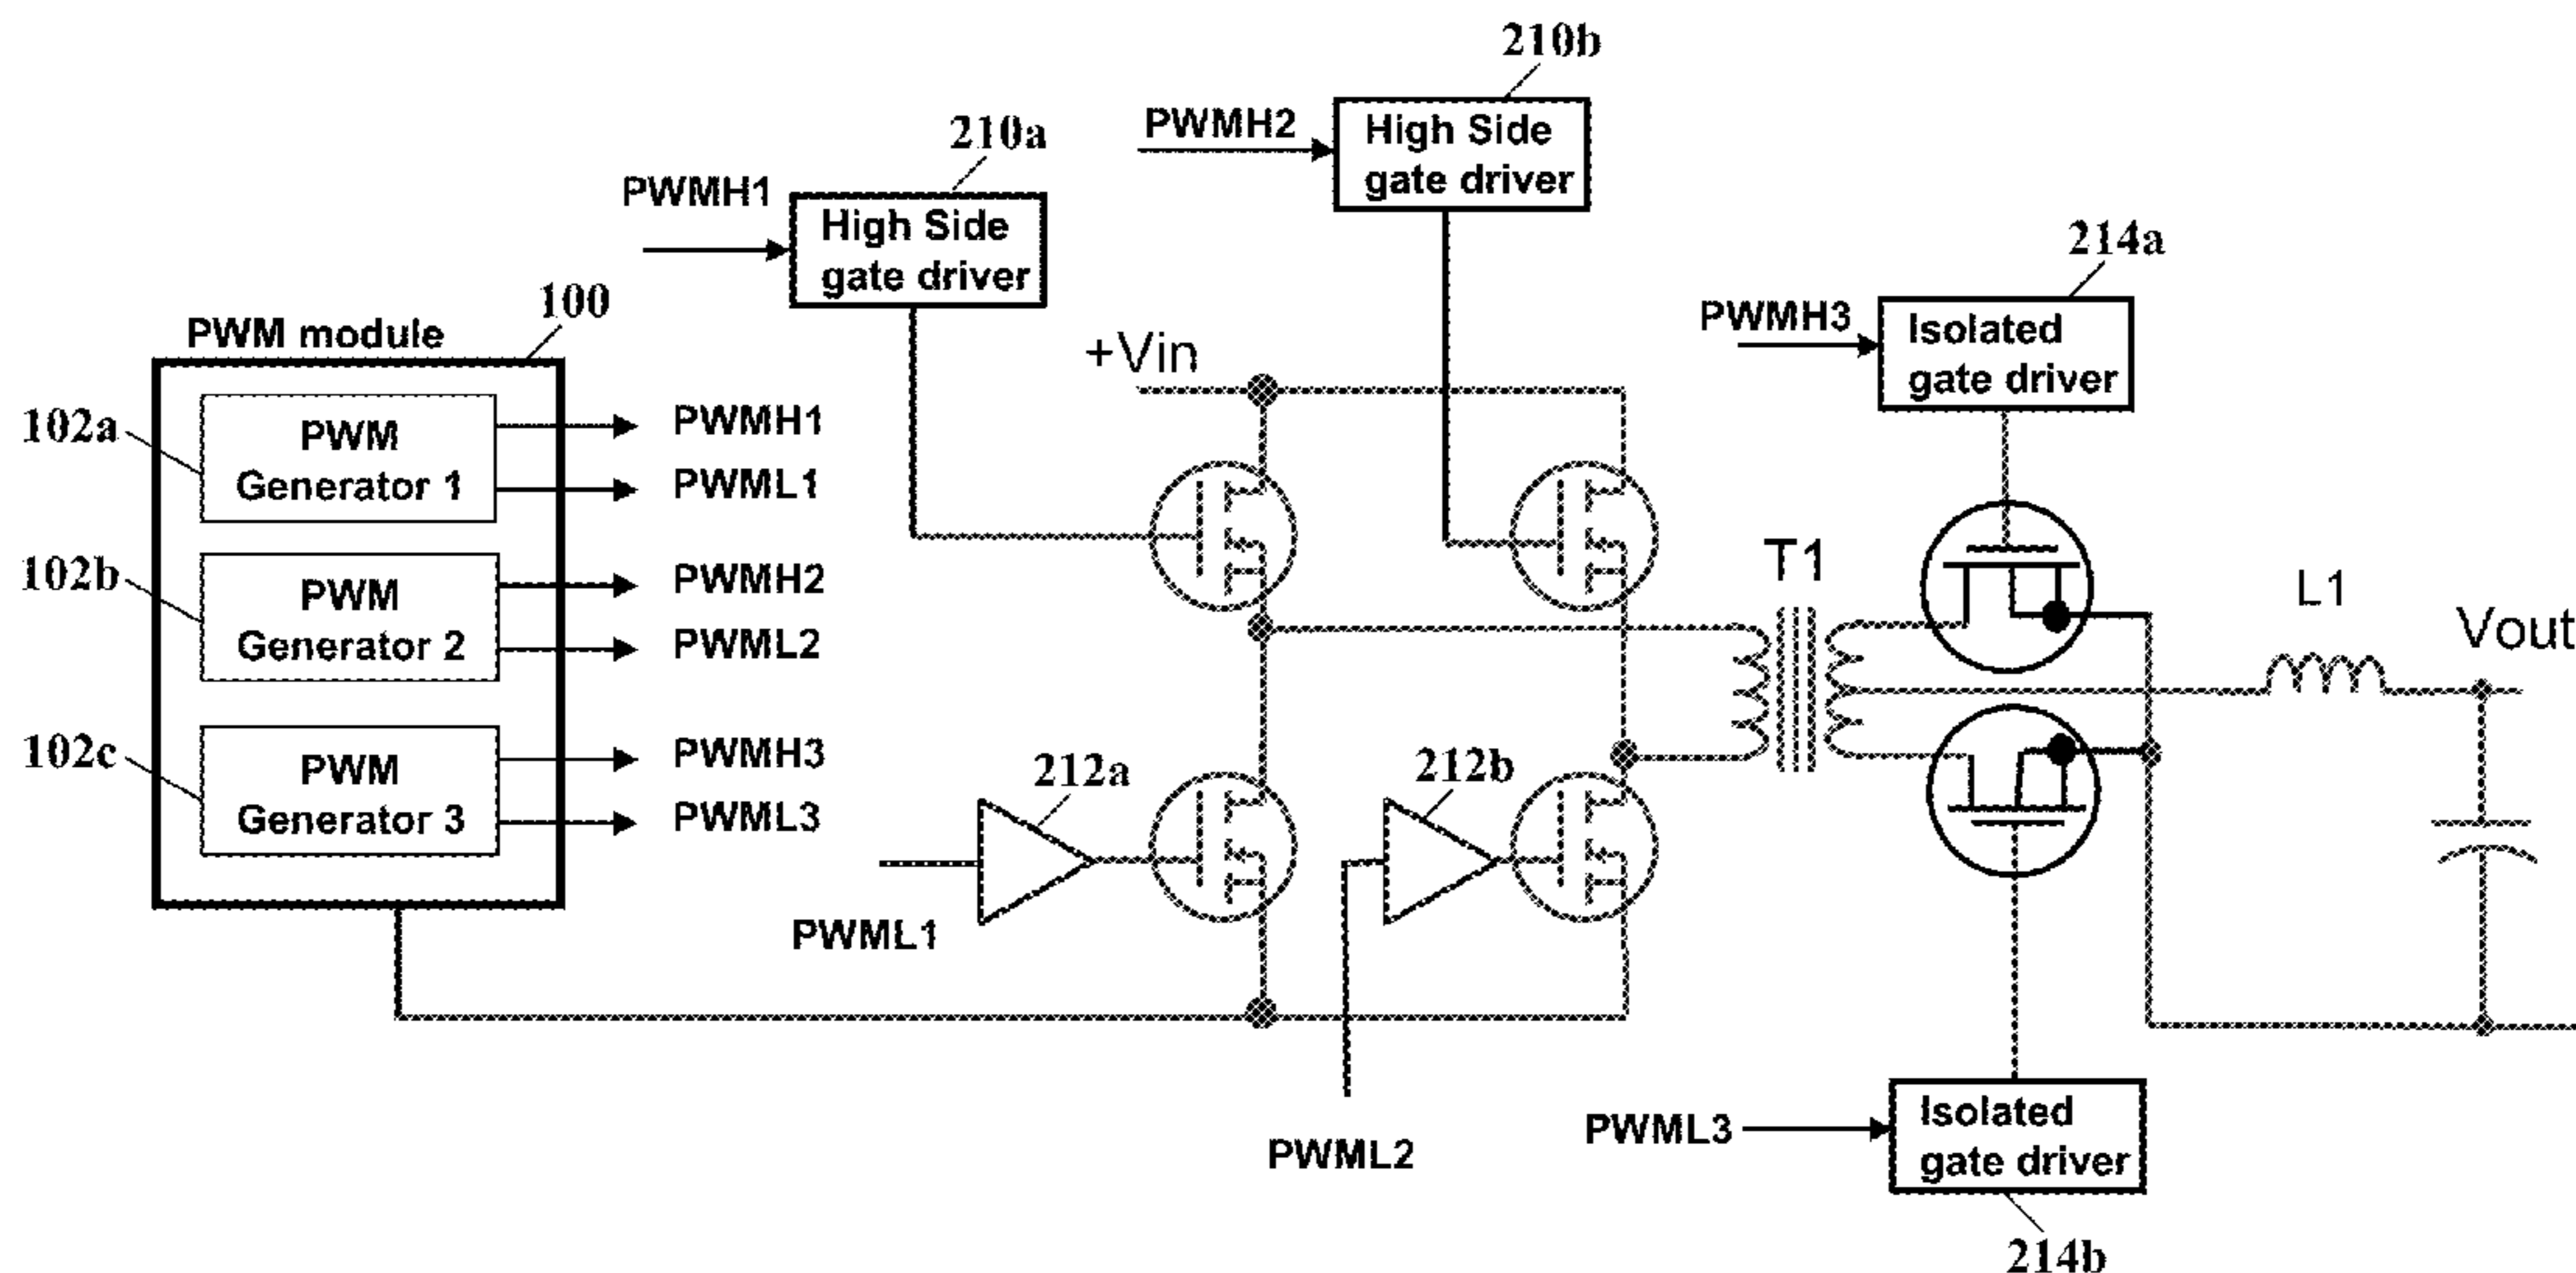 210b
PWMH2
High Side
gate driver
210a
PWMH1
High Side
gate driver
214a
PWMH3
Isolated
gate driver
100
PWM module
102a
PWM
Generator 1
PWMH1
PWML1
102b
PWM
Generator 2
PWMH2
PWML2
102c
PWM
Generator 3
PWMH3
PWML3
+Vin
T1
L1
Vout
212a
PWML1
212b
PWML2
PWML3
Isolated
gate driver
214b